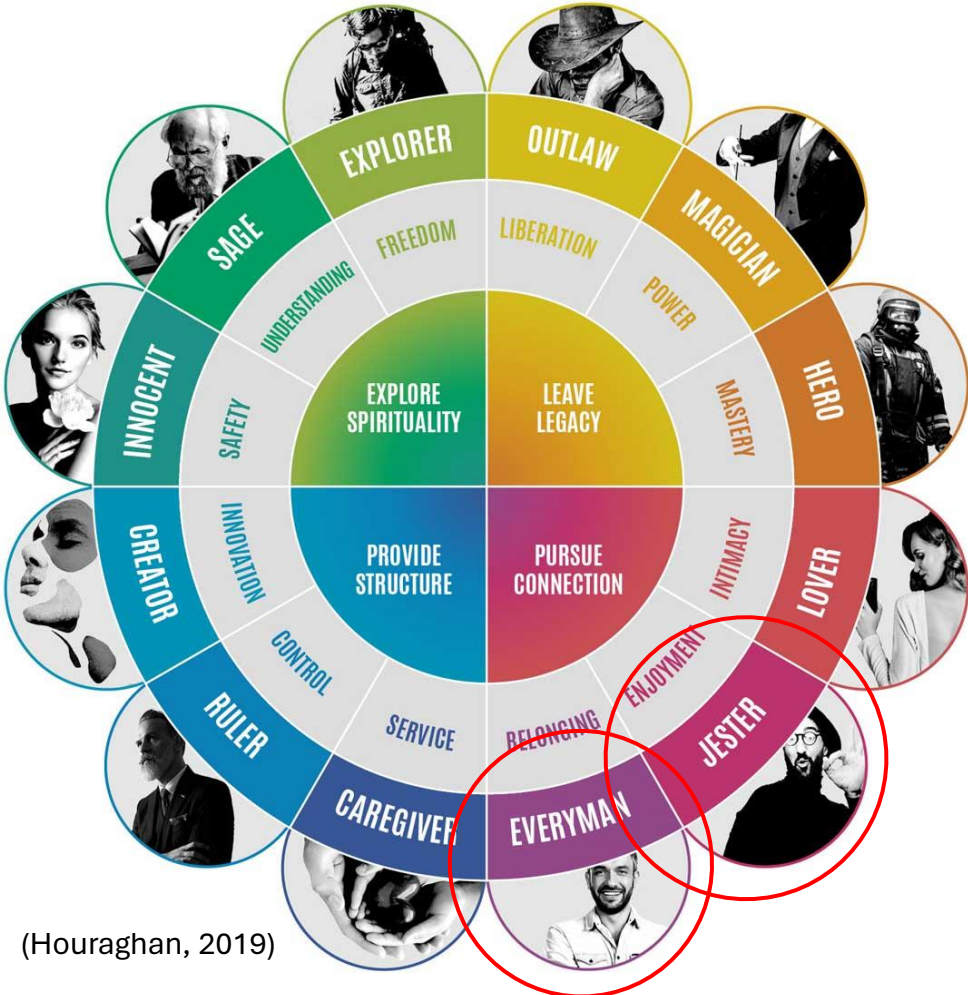 EXPLORER
OUTLAW
SAGE
MAGICIAN
FREEDOM
LIBERATION
UNDERSTANDING
POWER
INNOCENT
HERO
SAFETY
MASTERY
EXPLORE
SPIRITUALITY
LEAVE
LEGACY
CREATOR
LOVER
INNOVATION
INTIMACY
PROVIDE
STRUCTURE
PURSUE
CONNECTION
CONTROL
ENJOYMENT
RULER
JESTER
SERVICE
BELONGING
CAREGIVER
EVERYMAN
(Houraghan, 2019)